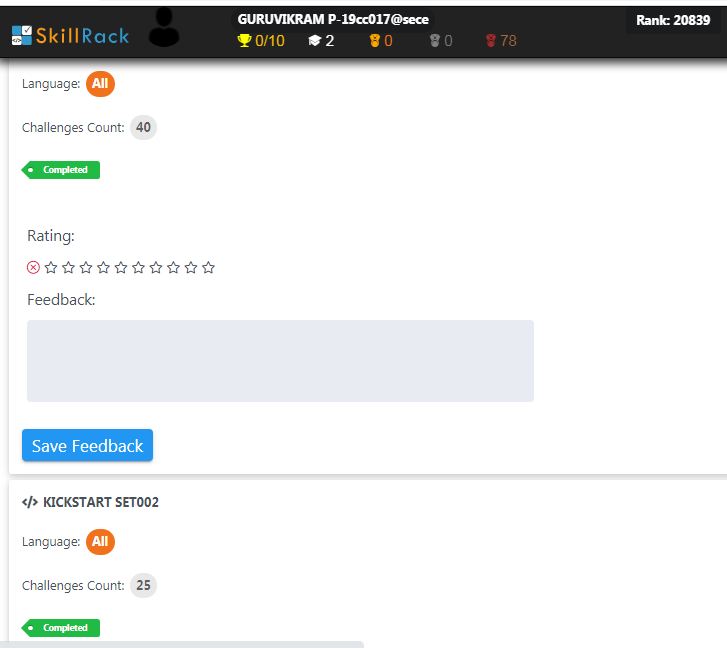 SkillRack
GURUVIKRAM P-19cc017@sece
Rank: 20839
0/10 2 0 0 78
Language: All
Challenges Count: 40
Completed
Rating:
Feedback:
Save Feedback
</> KICKSTART SET002
Language: All
Challenges Count: 25
Completed